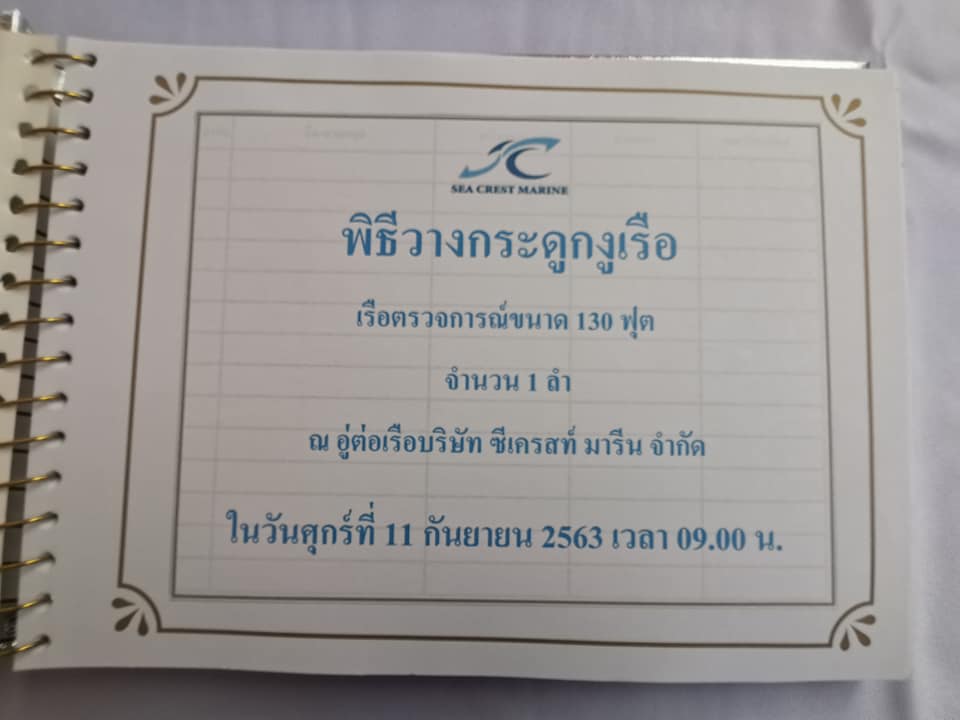 SEA CREST MARINE
พิธีวางกระดูกงูเรือ
เรือตรวจการณ์ขนาด 130 ฟุต
จำนวน 1 ลำ
ณ อู่ต่อเรือบริษัท ซีเครสท์ มารีน จำกัด
ในวันศุกร์ที่ 11 กันยายน 2563 เวลา 09.00 น.